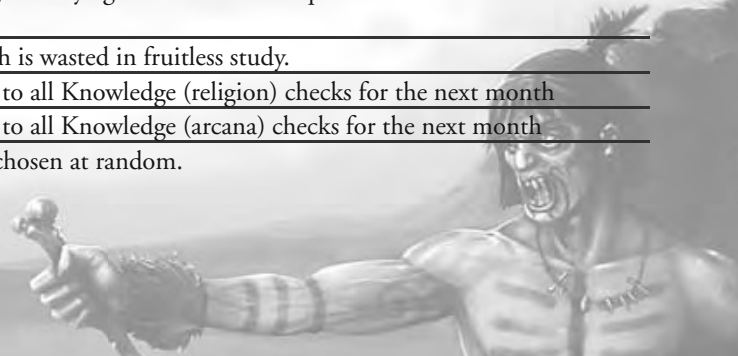 h is wasted in fruitless study.
to all Knowledge (religion) checks for the next month
to all Knowledge (arcana) checks for the next month
chosen at random.